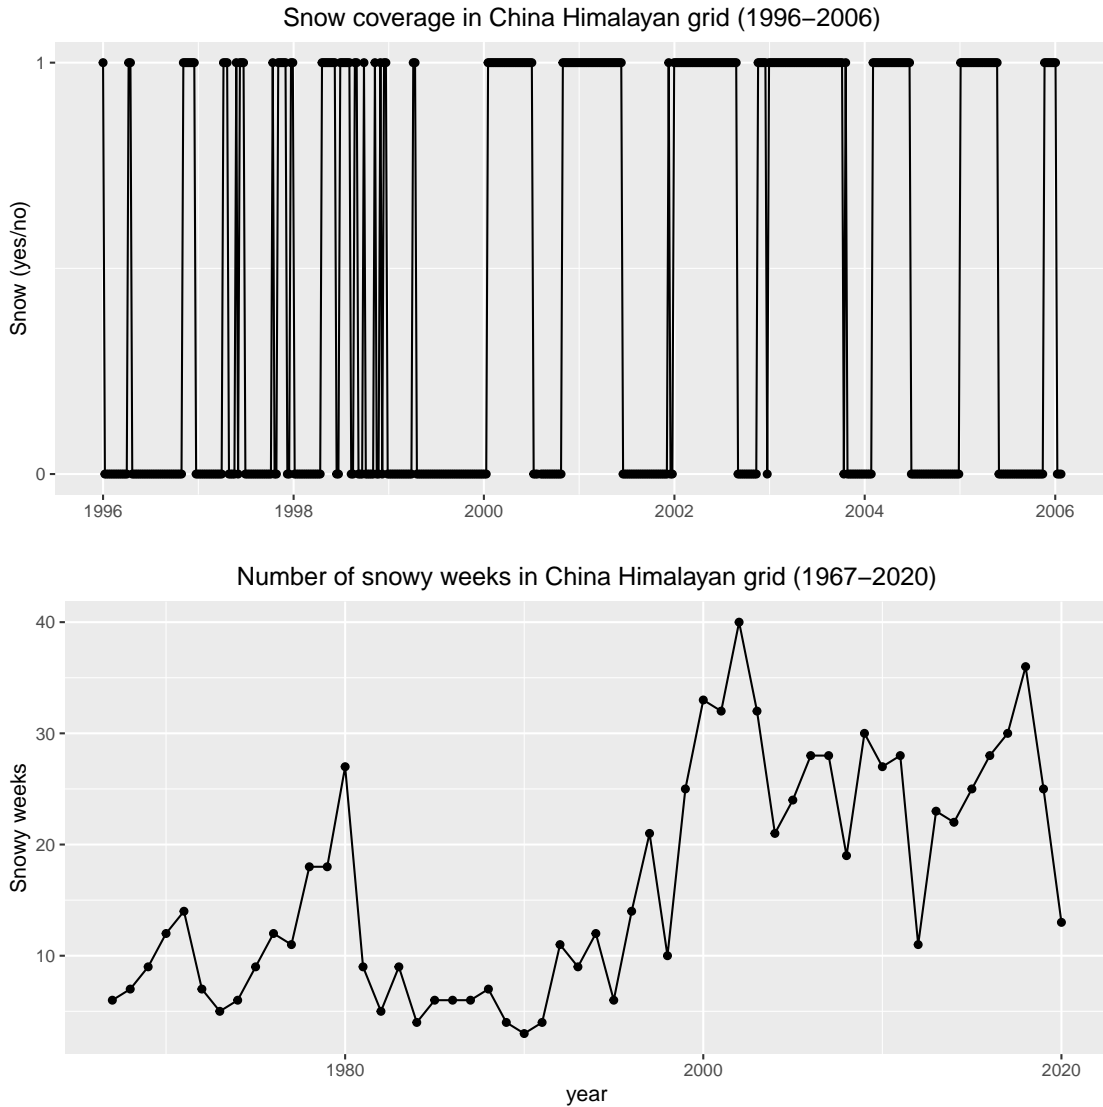 Snow coverage in China Himalayan grid (1996−2006)
1
Snow (yes/no)
0
1996 1998 2000 2002 2004 2006
Number of snowy weeks in China Himalayan grid (1967−2020)
40
30
Snowy weeks
20
10
1980 2000 2020
year